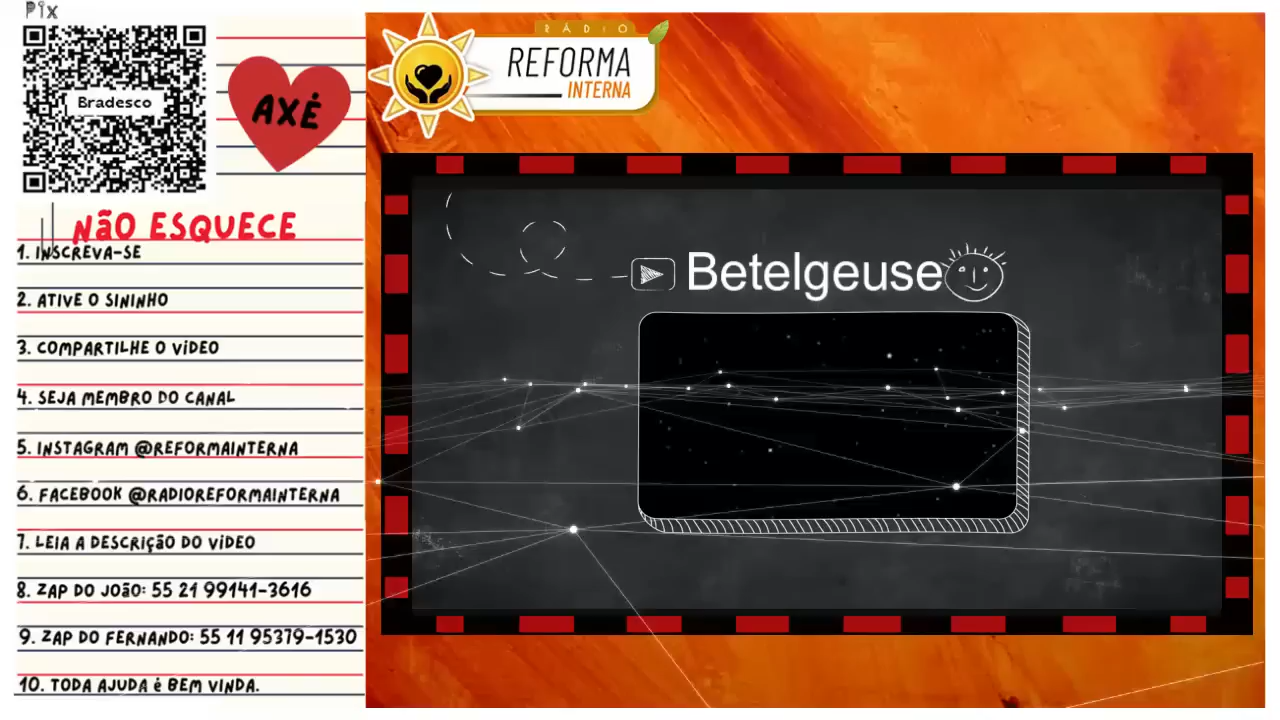 Pix
Bradesco
AXÉ
NãO ESQUECE
1. INSCREVA-SE
2. ATIVE O SININHO
3. COMPARTILHE O VíDEO
4. SEJA MEMBRO DO CANAL
5. INSTAGRAM @REFORMAINTERNA
6. FACEBOOK @RADIOREFORMAINTERNA
7. LEIA A DESCRIÇãO DO VíDEO
8. ZAP DO JOãO: 55 21 99141-3616
9. ZAP DO FERNANDO: 55 11 95379-1530
10. TODA AJUDA é BEM VINDA.
RÁDIO
REFORMA
INTERNA
Betelgeuse